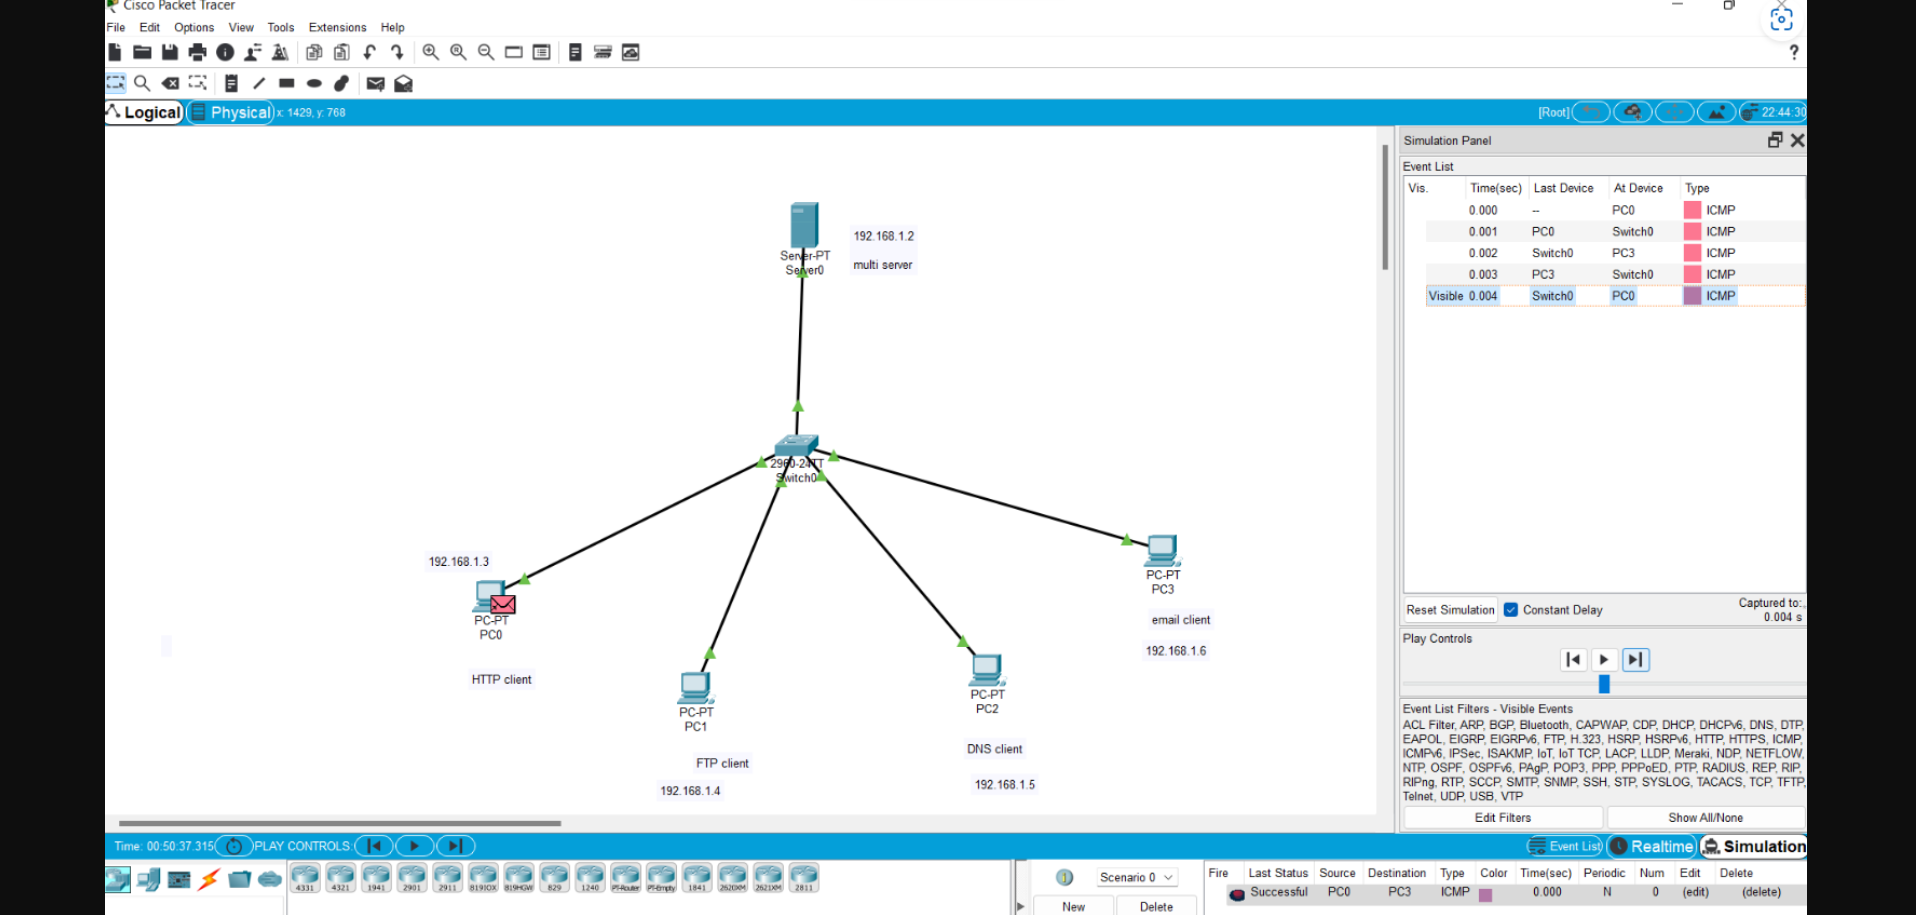 Cisco Packet Tracer
File Edit Options View Tools Extensions Help
?
Logical Physical x: 1429, y: 768 [Root] 22:44:30
Simulation Panel
Event List
Vis. Time(sec) Last Device At Device Type
0.000 -- PC0 ICMP
0.001 PC0 Switch0 ICMP
0.002 Switch0 PC3 ICMP
0.003 PC3 Switch0 ICMP
Visible 0.004 Switch0 PC0 ICMP
192.168.1.2
Server-PT
Server0
multi server
2960-24TT
Switch0
192.168.1.3
PC-PT
PC0
HTTP client
PC-PT
PC1
FTP client
192.168.1.4
PC-PT
PC2
DNS client
192.168.1.5
PC-PT
PC3
email client
192.168.1.6
Reset Simulation Constant Delay Captured to:
0.004 s
Play Controls
Event List Filters - Visible Events
ACL Filter, ARP, BGP, Bluetooth, CAPWAP, CDP, DHCP, DHCPv6, DNS, DTP,
EAPOL, EIGRP, EIGRPv6, FTP, H.323, HSRP, HSRPv6, HTTP, HTTPS, ICMP,
ICMPv6, IPSec, ISAKMP, IoT, IoT TCP, LACP, LLDP, Meraki, NDP, NETFLOW,
NTP, OSPF, OSPFv6, PAgP, POP3, PPP, PPPoED, PTP, RADIUS, REP, RIP,
RIPng, RTP, SCCP, SMTP, SNMP, SSH, STP, SYSLOG, TACACS, TCP, TFTP,
Telnet, UDP, USB, VTP
Edit Filters Show All/None
Time: 00:50:37.315 PLAY CONTROLS: Event List Realtime Simulation
4331 4321 1941 2901 2911 819IOX 819HGW 829 1240 PT-Router PT-Empty 1841 2620XM 2621XM 2811
Scenario 0
New Delete
Fire Last Status Source Destination Type Color Time(sec) Periodic Num Edit Delete
Successful PC0 PC3 ICMP 0.000 N 0 (edit) (delete)